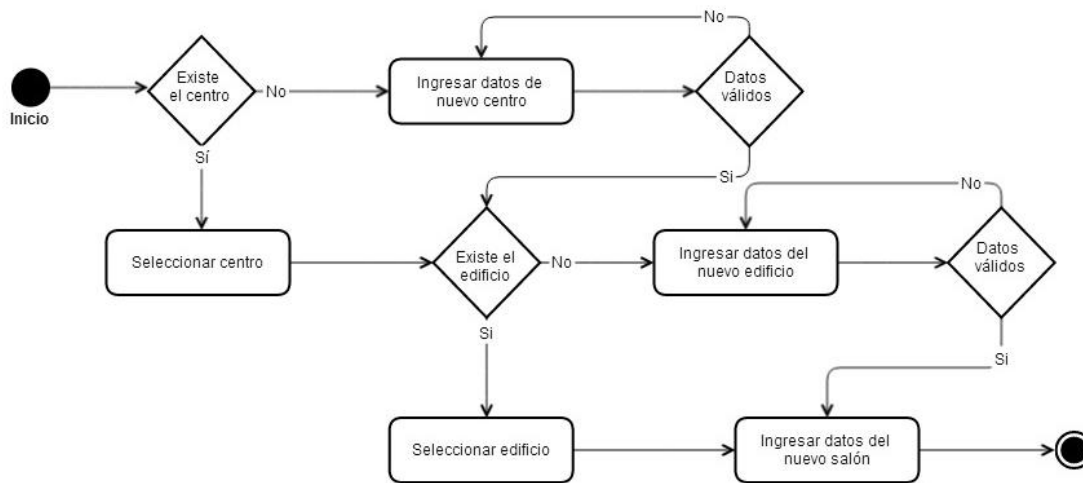 No
Existe
el centro
No
Ingresar datos de
nuevo centro
Datos
válidos
Inicio
Sí
Si
No
Seleccionar centro
Existe el
edificio
No
Ingresar datos del
nuevo edificio
Datos
válidos
Si
Si
Seleccionar edificio
Ingresar datos del
nuevo salón